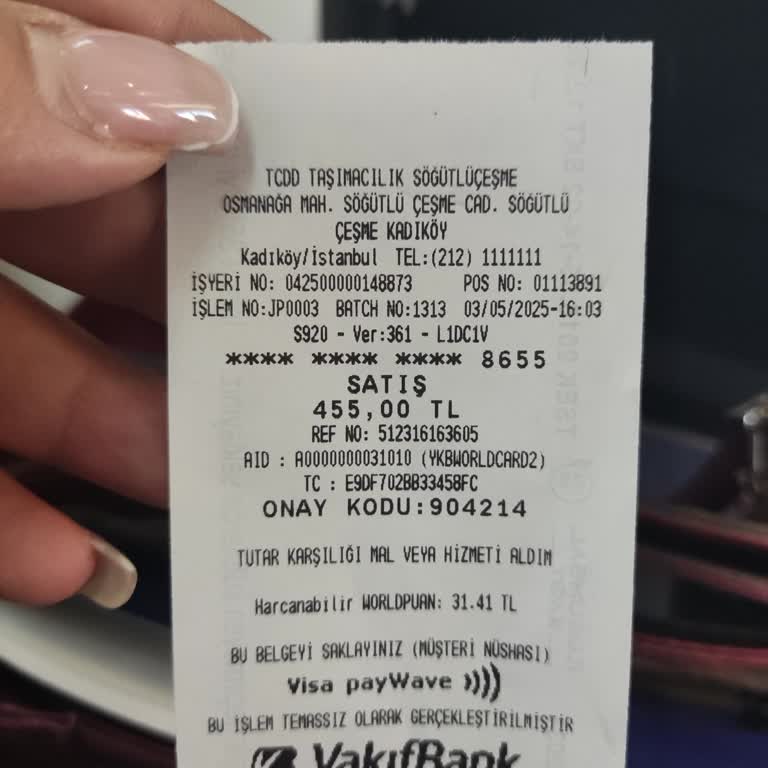 TCDD TAŞIMACILIK SÖĞÜTLÜÇEŞME
OSMANAĞA MAH. SÖĞÜTLÜ ÇEŞME CAD. SÖĞÜTLÜ
ÇEŞME KADIKÖY
Kadıköy/İstanbul TEL:(212) 1111111
İŞYERİ NO: 042500000148873 POS NO: 01113891
İŞLEM NO:JP0003 BATCH NO:1313 03/05/2025-16:03
S920 - Ver:361 - L1DC1V
**** **** **** 8655
SATIŞ
455,00 TL
REF NO: 512316163605
AID : A0000000031010 (YKBWORLDCARD2)
TC : E9DF702BB33458FC
ONAY KODU:904214
TUTAR KARŞILIĞI MAL VEYA HİZMETİ ALDIM
Harcanabilir WORLDPUAN: 31.41 TL
BU BELGEYİ SAKLAYINIZ (MÜŞTERİ NÜSHASI)
Visa payWave
BU İŞLEM TEMASSIZ OLARAK GERÇEKLEŞTİRİLMİŞTİR
VakıfBank